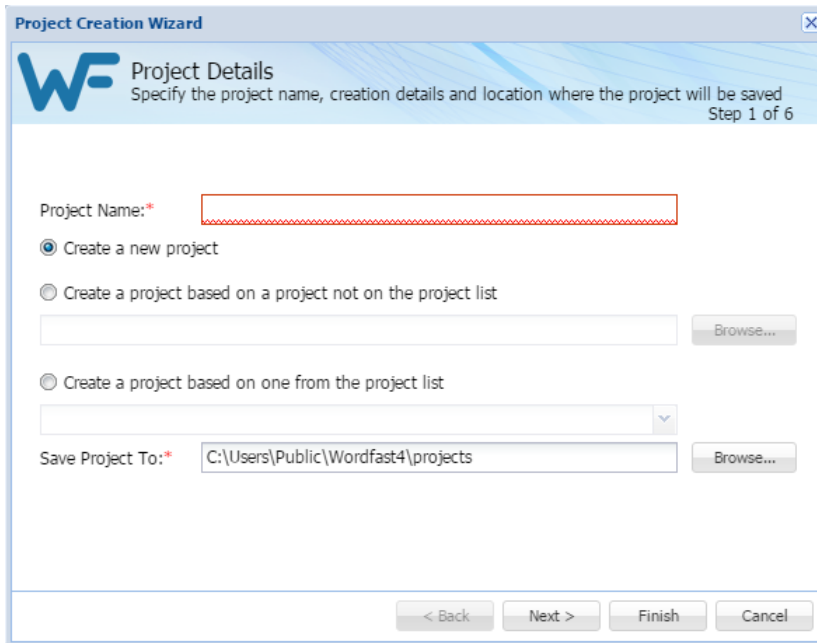 Project Creation Wizard
WF
Project Details
Specify the project name, creation details and location where the project will be saved
Step 1 of 6
Project Name:*
Create a new project
Create a project based on a project not on the project list
Browse...
Create a project based on one from the project list
Save Project To:* C:\Users\Public\Wordfast4\projects Browse...
< Back Next > Finish Cancel